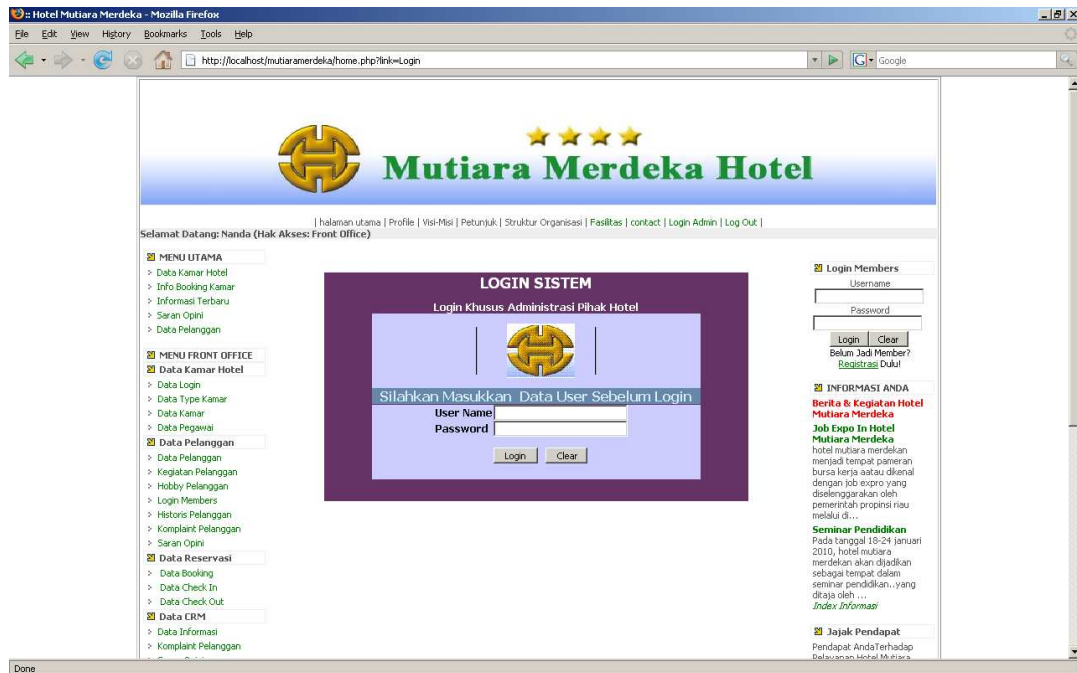 :: Hotel Mutiara Merdeka - Mozilla Firefox
File Edit View History Bookmarks Tools Help
http://localhost/mutiaramerdeka/home.php?link=Login
Google
Mutiara Merdeka Hotel
| halaman utama | Profile | Visi-Misi | Petunjuk | Struktur Organisasi | Fasilitas | contact | Login Admin | Log Out |
Selamat Datang: Nanda (Hak Akses: Front Office)
MENU UTAMA
Data Kamar Hotel
Info Booking Kamar
Informasi Terbaru
Saran Opini
Data Pelanggan
MENU FRONT OFFICE
Data Kamar Hotel
Data Login
Data Type Kamar
Data Kamar
Data Pegawai
Data Pelanggan
Data Pelanggan
Kegiatan Pelanggan
Hobby Pelanggan
Login Members
Historis Pelanggan
Komplaint Pelanggan
Saran Opini
Data Reservasi
Data Booking
Data Check In
Data Check Out
Data CRM
Data Informasi
Komplaint Pelanggan
LOGIN SISTEM
Login Khusus Administrasi Pihak Hotel
Silahkan Masukkan Data User Sebelum Login
User Name
Password
Login Clear
Login Members
Username
Password
Login Clear
Belum Jadi Member?
Registrasi Dulu!
INFORMASI ANDA
Berita & Kegiatan Hotel
Mutiara Merdeka
Job Expo In Hotel
Mutiara Merdeka
hotel mutiara merdekan
menjadi tempat pameran
bursa kerja aatau dikenal
dengan job expro yang
diselenggarakan oleh
pemerintah propinsi riau
melalui di...
Seminar Pendidikan
Pada tanggal 18-24 januari
2010, hotel mutiara
merdekan akan dijadikan
sebagai tempat dalam
seminar pendidikan..yang
ditaja oleh ...
Index Informasi
Jajak Pendapat
Pendapat AndaTerhadap
Pelayanan Hotel Mutiara
Done